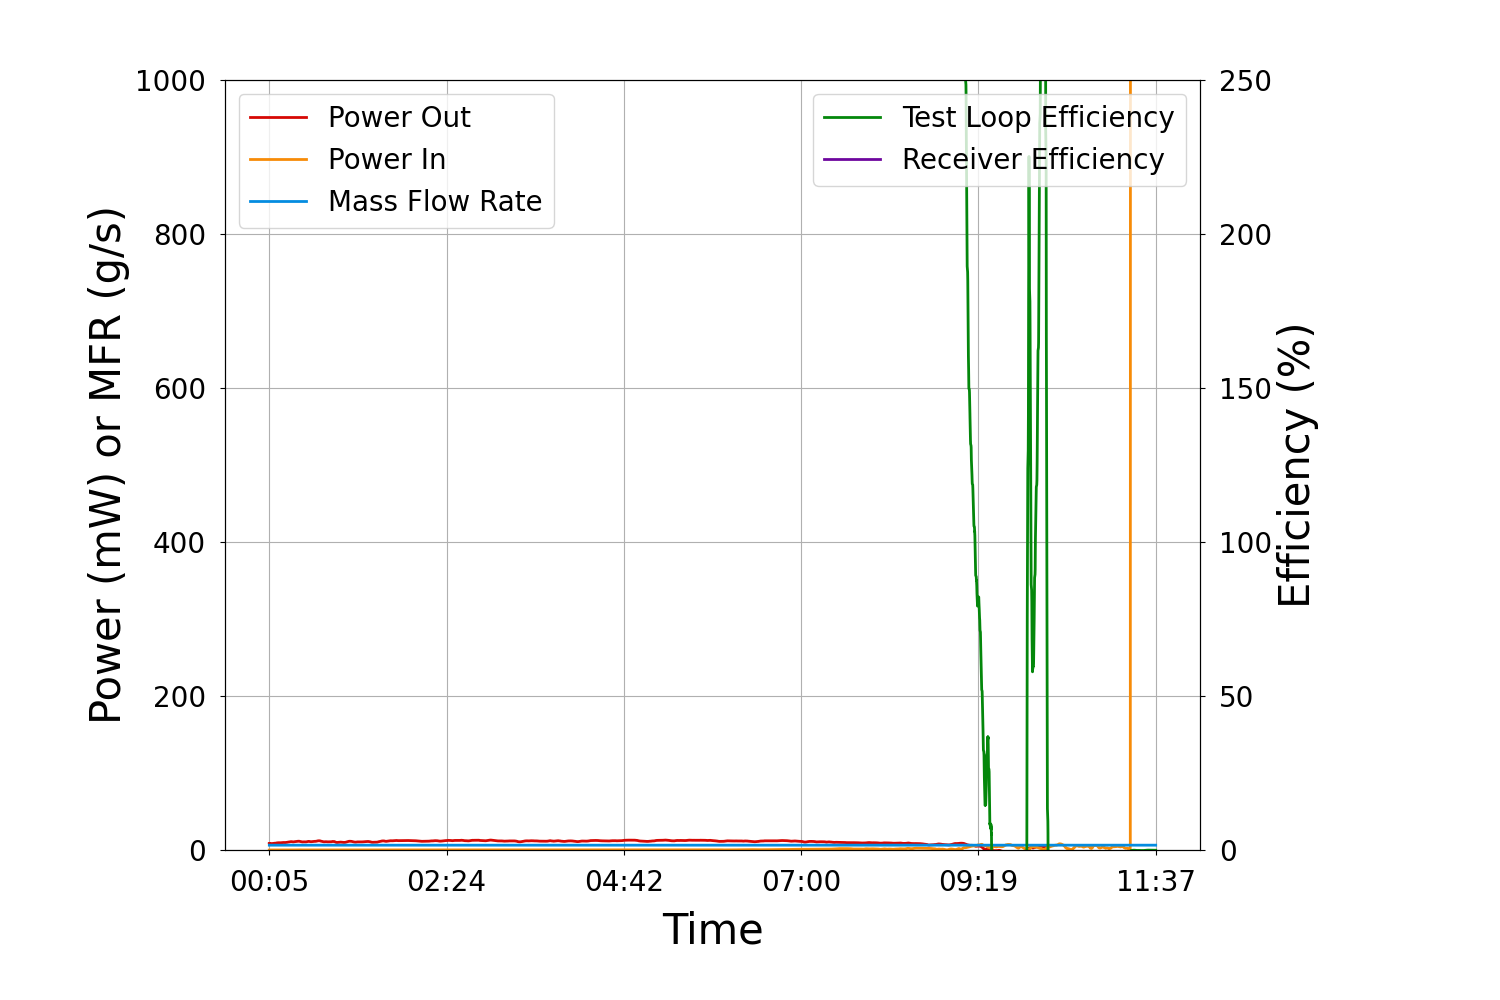 1000
800
600
400
200
0
Power (mW) or MFR (g/s)
Power Out
Power In
Mass Flow Rate
Test Loop Efficiency
Receiver Efficiency
250
200
150
100
50
0
Efficiency (%)
00:05 02:24 04:42 07:00 09:19 11:37
Time